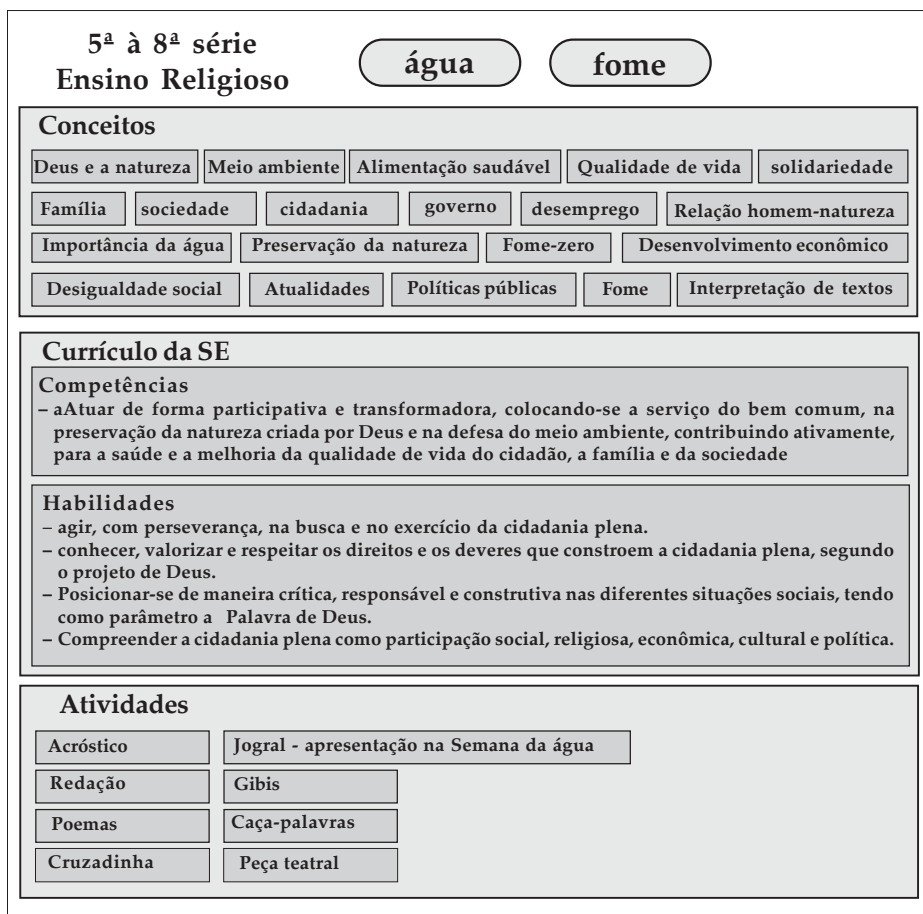 5ª à 8ª série
Ensino Religioso
água
fome
Conceitos
Deus e a natureza
Meio ambiente
Alimentação saudável
Qualidade de vida
solidariedade
Família
sociedade
cidadania
governo
desemprego
Relação homem-natureza
Importância da água
Preservação da natureza
Fome-zero
Desenvolvimento econômico
Desigualdade social
Atualidades
Políticas públicas
Fome
Interpretação de textos
Currículo da SE
Competências
– aAtuar de forma participativa e transformadora, colocando-se a serviço do bem comum, na
preservação da natureza criada por Deus e na defesa do meio ambiente, contribuindo ativamente,
para a saúde e a melhoria da qualidade de vida do cidadão, a família e da sociedade
Habilidades
– agir, com perseverança, na busca e no exercício da cidadania plena.
– conhecer, valorizar e respeitar os direitos e os deveres que constroem a cidadania plena, segundo
o projeto de Deus.
– Posicionar-se de maneira crítica, responsável e construtiva nas diferentes situações sociais, tendo
como parâmetro a Palavra de Deus.
– Compreender a cidadania plena como participação social, religiosa, econômica, cultural e política.
Atividades
Acróstico
Jogral - apresentação na Semana da água
Redação
Gibis
Poemas
Caça-palavras
Cruzadinha
Peça teatral